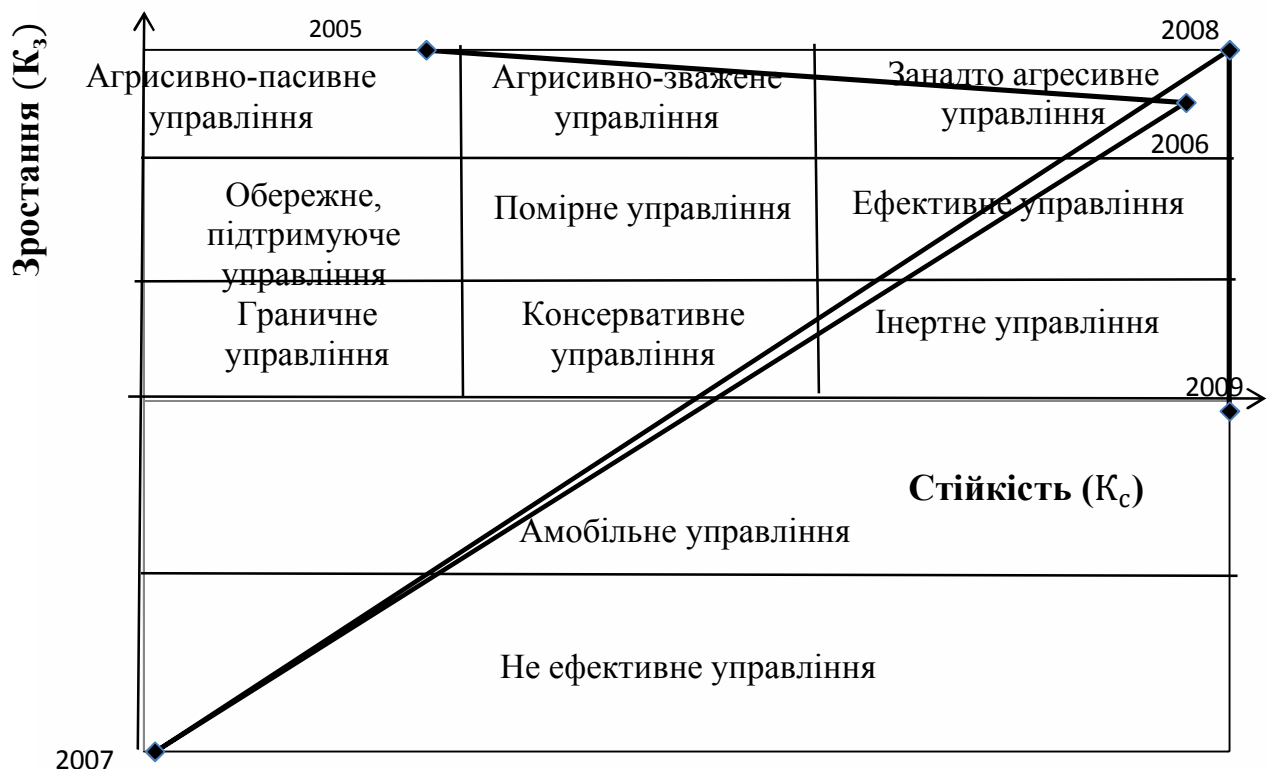 Зростання (Кз)
2005
2008
Агрисивно-пасивне
управління
Агрисивно-зважене
управління
Занадто агресивне
управління
2006
Обережне,
підтримуюче
управління
Помірне управління
Ефективне управління
Граничне
управління
Консервативне
управління
Інертне управління
2009
Стійкість (Кс)
Амобільне управління
Не ефективне управління
2007